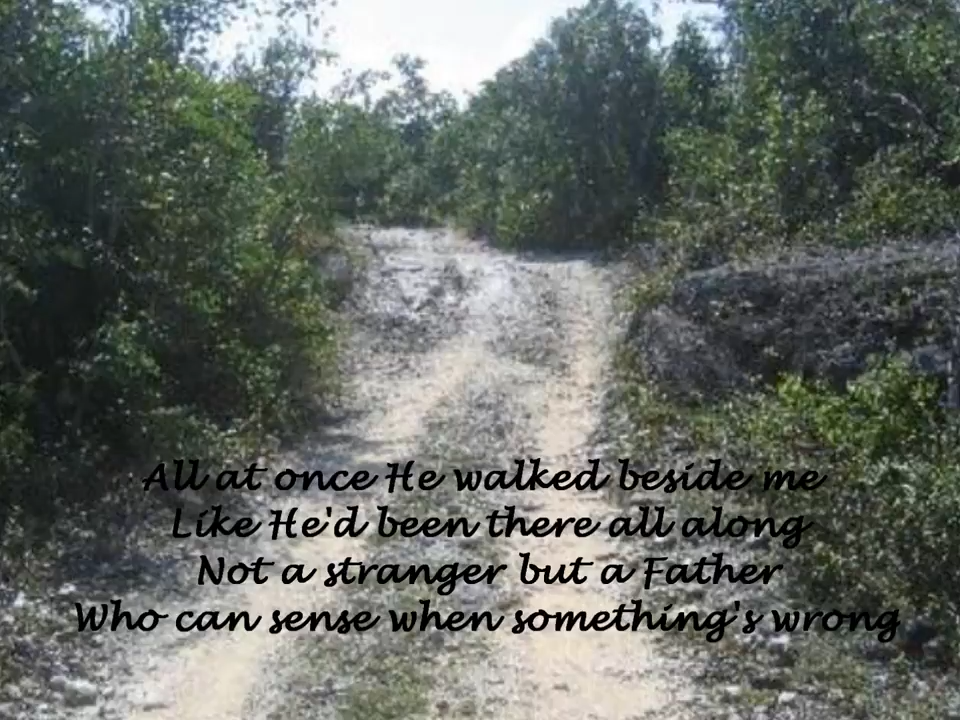 All at once He walked beside me
Like He'd been there all along
Not a stranger but a Father
Who can sense when something's wrong